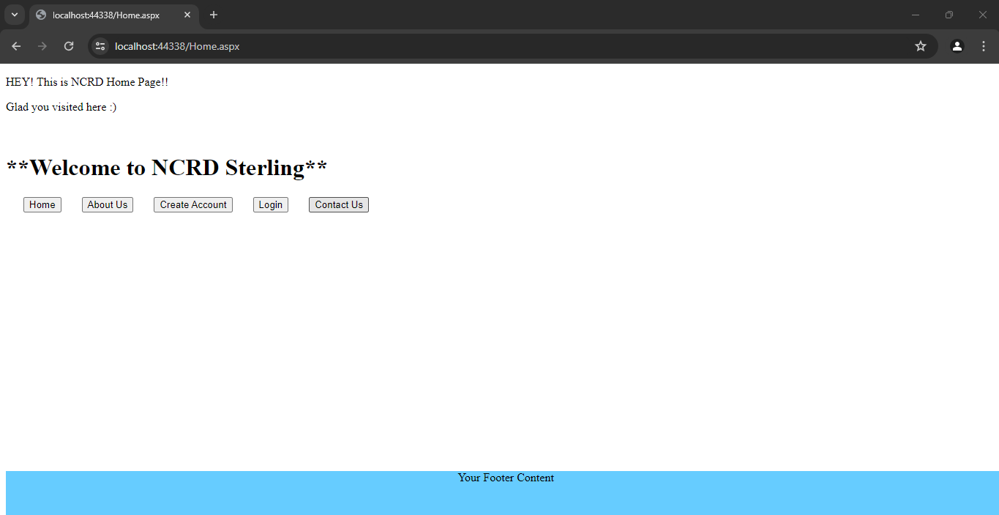 localhost:44338/Home.aspx
localhost:44338/Home.aspx
HEY! This is NCRD Home Page!!
Glad you visited here :)
**Welcome to NCRD Sterling**
Home About Us Create Account Login Contact Us
Your Footer Content